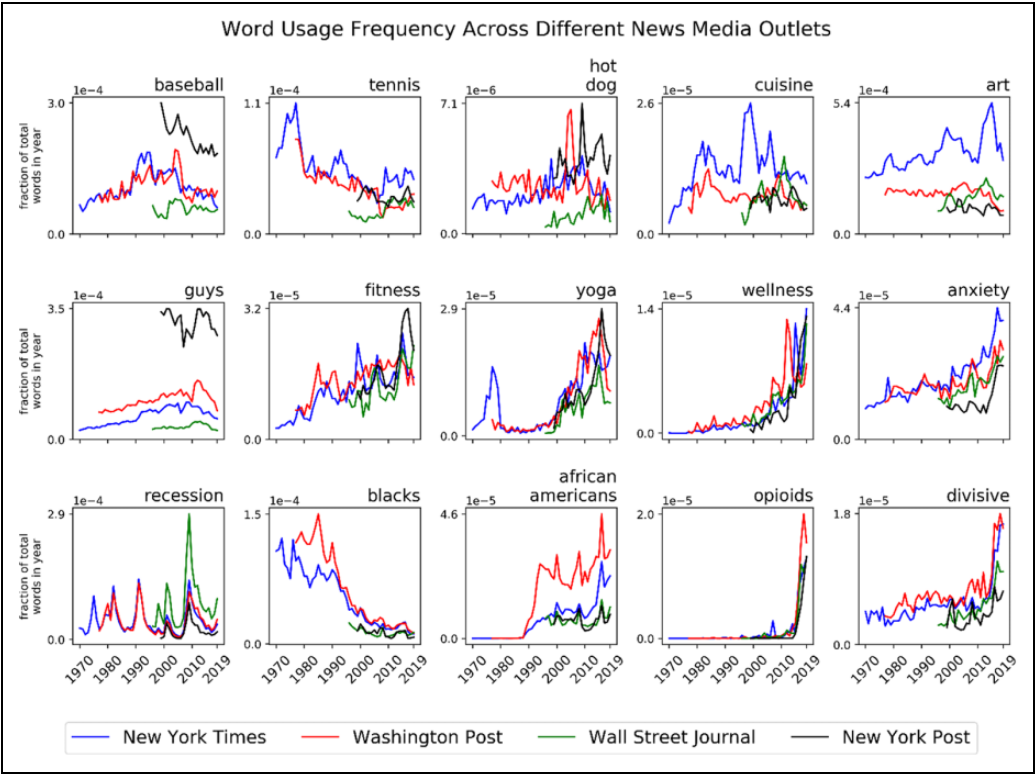 Word Usage Frequency Across Different News Media Outlets
baseball
1e−4
3.0
0.0
fraction of total
words in year
tennis
1e−4
1.1
0.0
hot
dog
1e−6
7.1
0.0
cuisine
1e−5
2.6
0.0
art
1e−4
5.4
0.0
guys
1e−4
3.5
0.0
fraction of total
words in year
fitness
1e−5
3.2
0.0
yoga
1e−5
2.9
0.0
wellness
1e−5
1.4
0.0
anxiety
1e−5
4.4
0.0
recession
1e−4
2.9
0.0
fraction of total
words in year
1970
1980
1990
2000
2010
2019
blacks
1e−4
1.5
0.0
1970
1980
1990
2000
2010
2019
african
americans
1e−5
4.6
0.0
1970
1980
1990
2000
2010
2019
opioids
1e−5
2.0
0.0
1970
1980
1990
2000
2010
2019
divisive
1e−5
1.8
0.0
1970
1980
1990
2000
2010
2019
New York Times
Washington Post
Wall Street Journal
New York Post